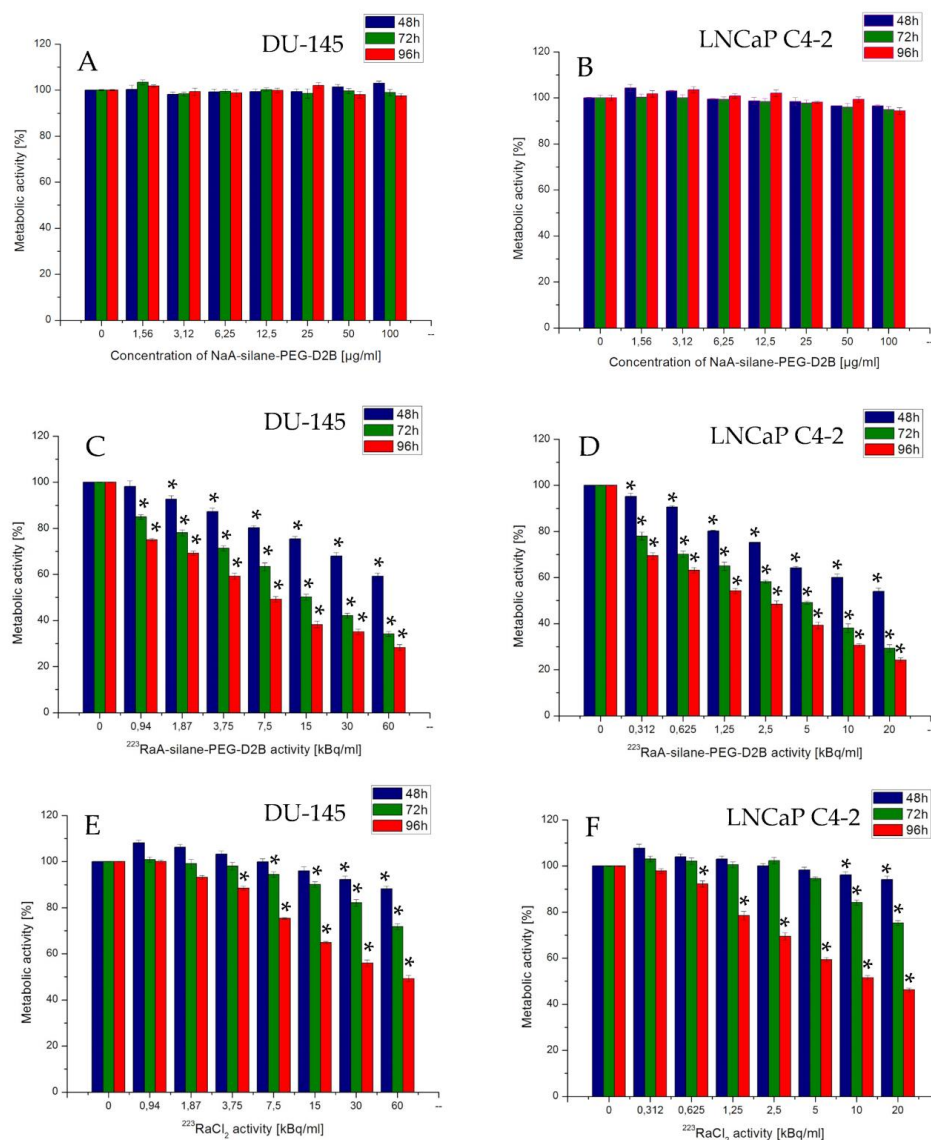 A
DU-145
48h
72h
96h
Metabolic activity [%]
120
100
80
60
40
20
0
0 1,56 3,12 6,25 12,5 25 50 100 --
Concentration of NaA-silane-PEG-D2B [µg/ml]
B
LNCaP C4-2
48h
72h
96h
Metabolic activity [%]
120
100
80
60
40
20
0
0 1,56 3,12 6,25 12,5 25 50 100 --
Concentration of NaA-silane-PEG-D2B [µg/ml]
C
DU-145
48h
72h
96h
Metabolic activity [%]
120
100
80
60
40
20
0
* * * * * * * * * * * * * * * * * * * *
0 0,94 1,87 3,75 7,5 15 30 60 --
²²³RaA-silane-PEG-D2B activity [kBq/ml]
D
LNCaP C4-2
48h
72h
96h
Metabolic activity [%]
120
100
80
60
40
20
0
* * * * * * * * * * * * * * * * * * * * *
0 0,312 0,625 1,25 2,5 5 10 20 --
²²³RaA-silane-PEG-D2B activity [kBq/ml]
E
DU-145
48h
72h
96h
Metabolic activity [%]
120
100
80
60
40
20
0
* * * * * * * * * * *
0 0,94 1,87 3,75 7,5 15 30 60 --
²²³RaCl₂ activity [kBq/ml]
F
LNCaP C4-2
48h
72h
96h
Metabolic activity [%]
120
100
80
60
40
20
0
* * * * * * * * * *
0 0,312 0,625 1,25 2,5 5 10 20 --
²²³RaCl₂ activity [kBq/ml]